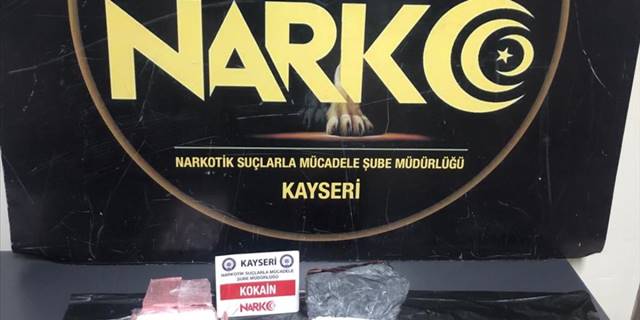 NARKO
NARKOTİK SUÇLARLA MÜCADELE ŞUBE MÜDÜRLÜĞÜ
KAYSERİ
KAYSERİ
NARKOTİK SUÇLARLA MÜCADELE
ŞUBE MÜDÜRLÜĞÜ
KOKAİN
NARKO